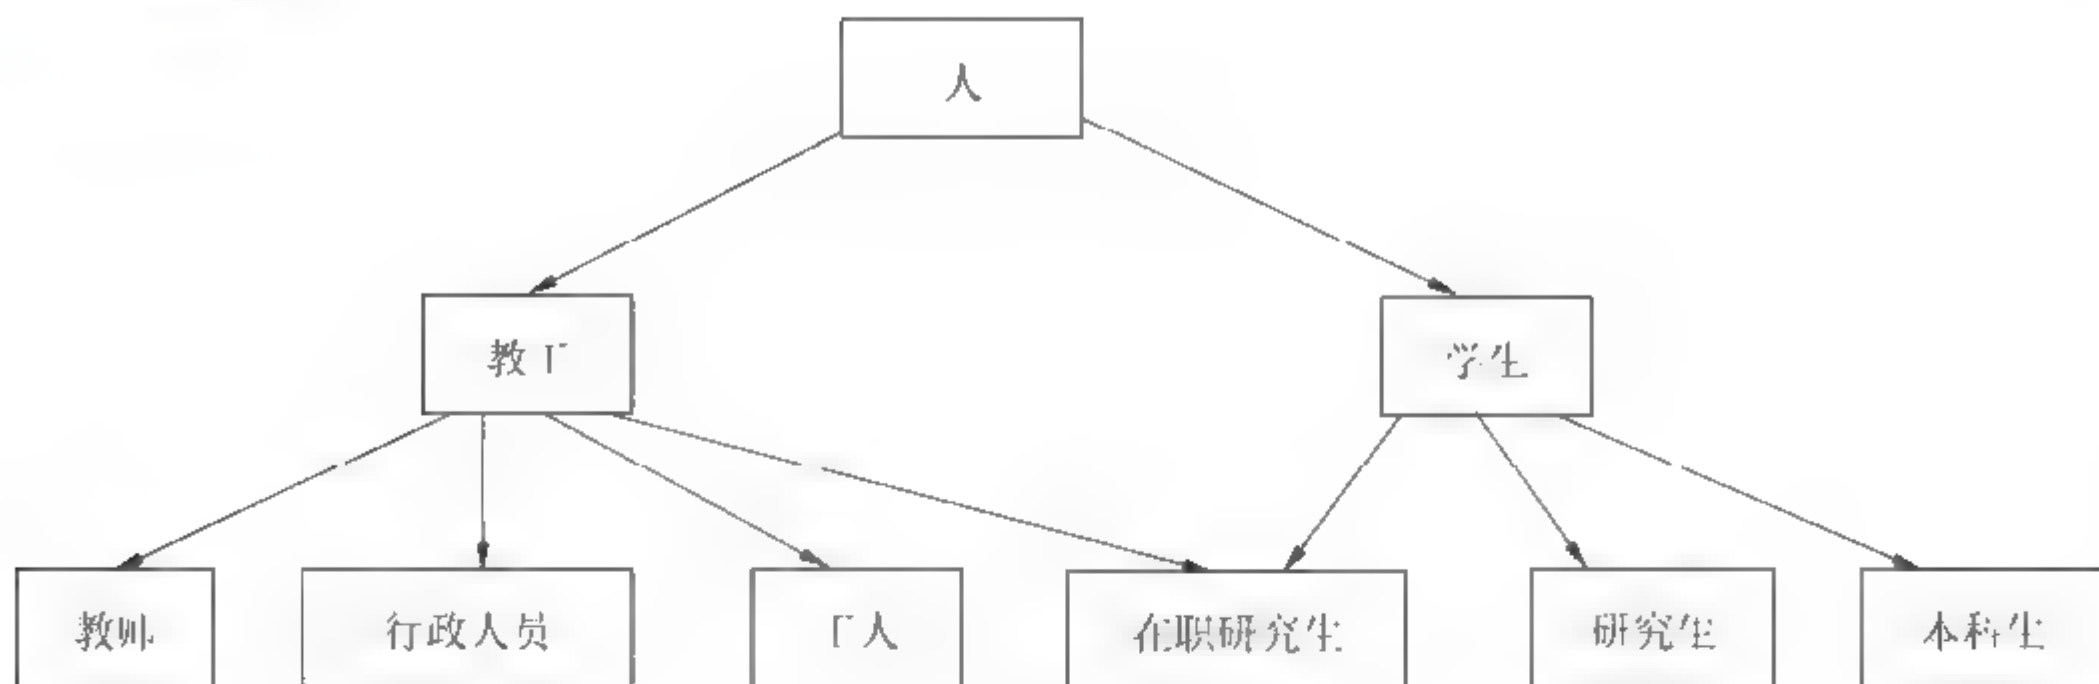 人
教工
学生
教师
行政人员
工人
在职研究生
研究生
本科生